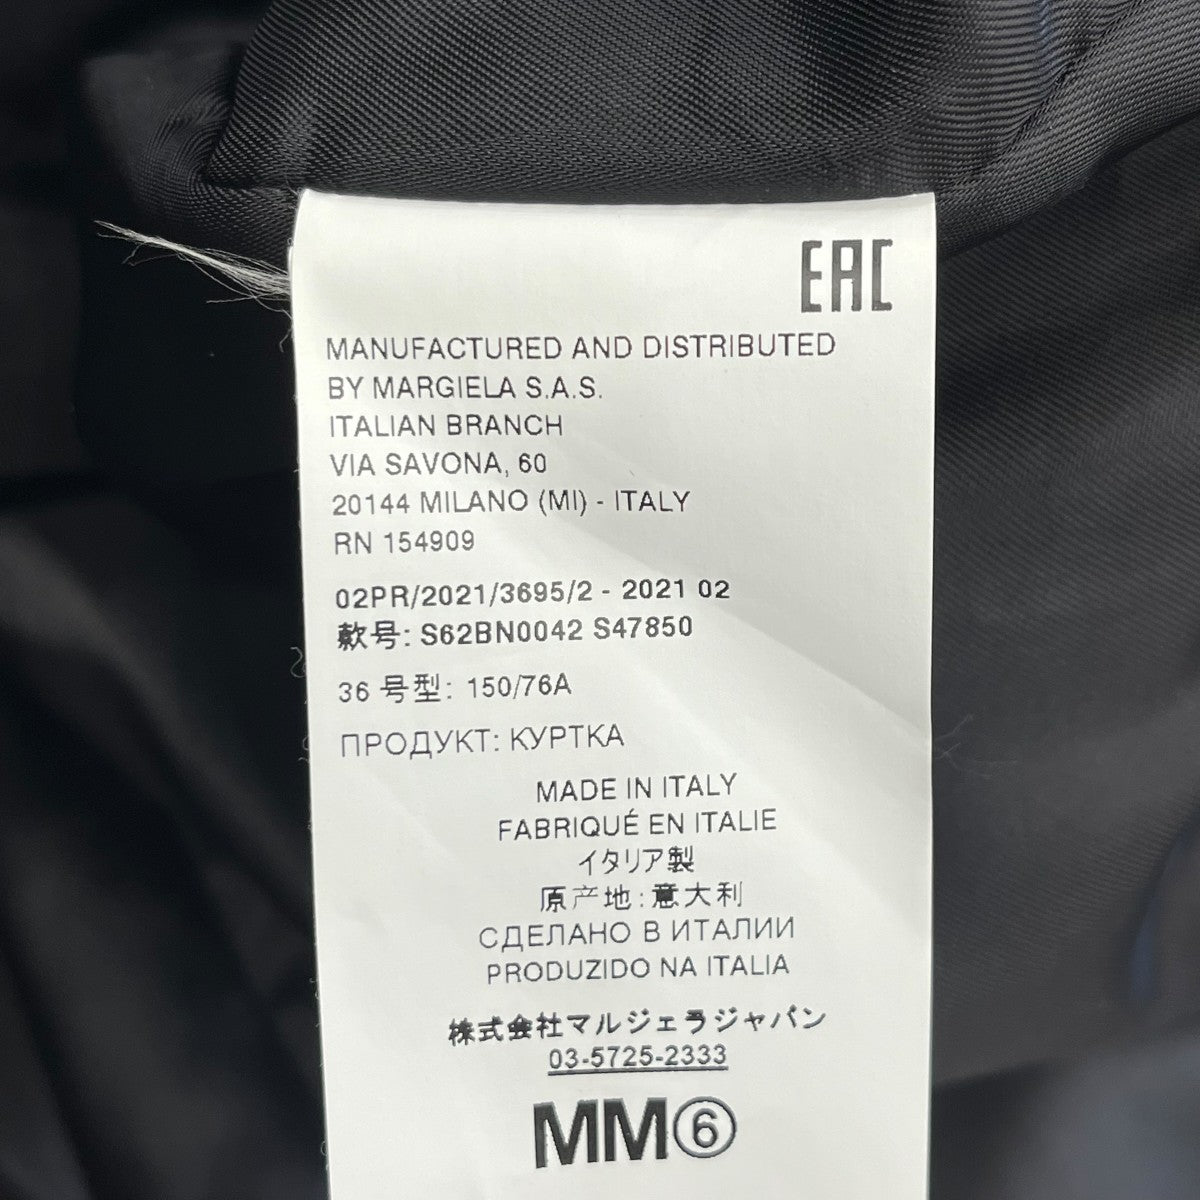 EAC
MANUFACTURED AND DISTRIBUTED
BY MARGIELA S.A.S.
ITALIAN BRANCH
VIA SAVONA, 60
20144 MILANO (MI) - ITALY
RN 154909
02PR/2021/3695/2 - 2021 02
款号: S62BN0042 S47850
36 号型: 150/76A
ПРОДУКТ: КУРТКА
MADE IN ITALY
FABRIQUÉ EN ITALIE
イタリア製
原产地: 意大利
СДЕЛАНО В ИТАЛИИ
PRODUZIDO NA ITALIA
株式会社マルジェラジャパン
03-5725-2333
MM⑥